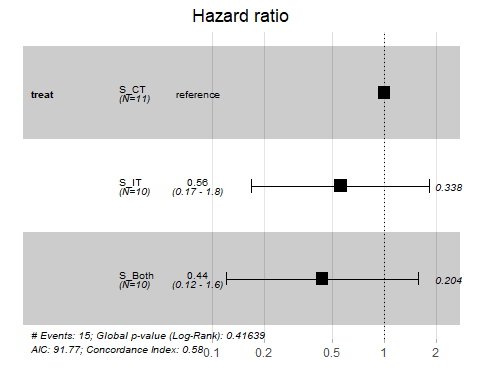 Hazard ratio
treat
S_CT
(N=11)
reference
S_IT
(N=10)
0.56
(0.17 - 1.8)
0.338
S_Both
(N=10)
0.44
(0.12 - 1.6)
0.204
# Events: 15; Global p-value (Log-Rank): 0.41639
AIC: 91.77; Concordance Index: 0.58
0.1 0.2 0.5 1 2